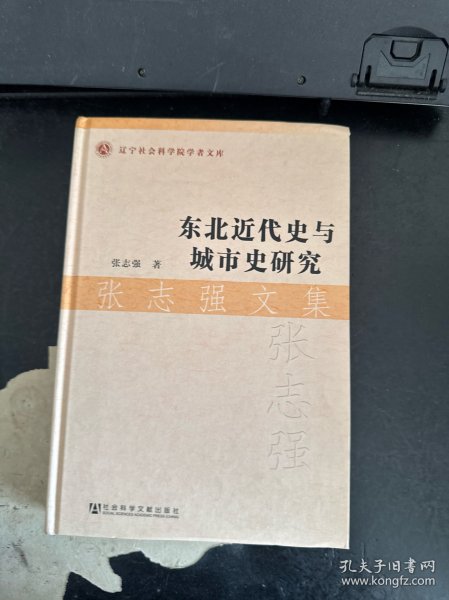 辽宁社会科学院学者文库
东北近代史与
城市史研究
张志强 著
张志强文集
张志强
社会科学文献出版社
SOCIAL SCIENCES ACADEMIC PRESS (CHINA)
孔夫子旧书网
www.kongfz.com